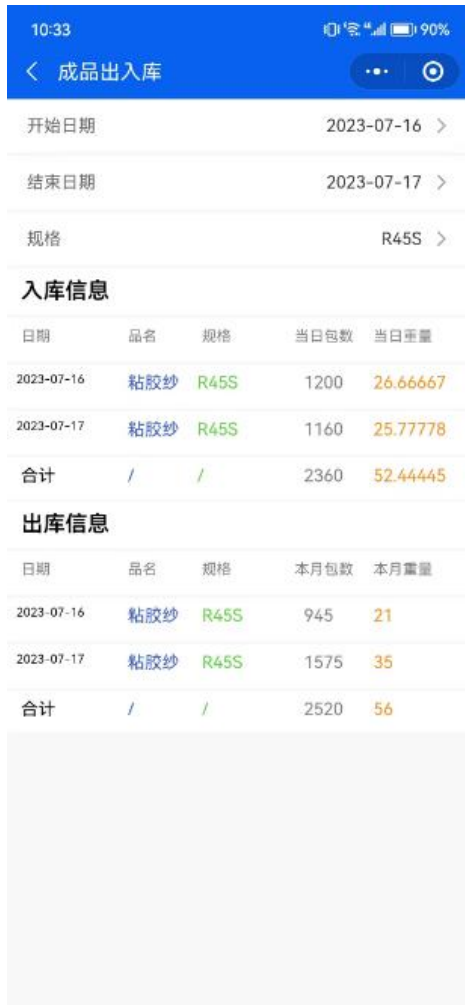 10:33 90%
成品出入库
开始日期 2023-07-16
结束日期 2023-07-17
规格 R45S
入库信息
日期 品名 规格 当日包数 当日重量
2023-07-16 粘胶纱 R45S 1200 26.66667
2023-07-17 粘胶纱 R45S 1160 25.77778
合计 / / 2360 52.44445
出库信息
日期 品名 规格 本月包数 本月重量
2023-07-16 粘胶纱 R45S 945 21
2023-07-17 粘胶纱 R45S 1575 35
合计 / / 2520 56